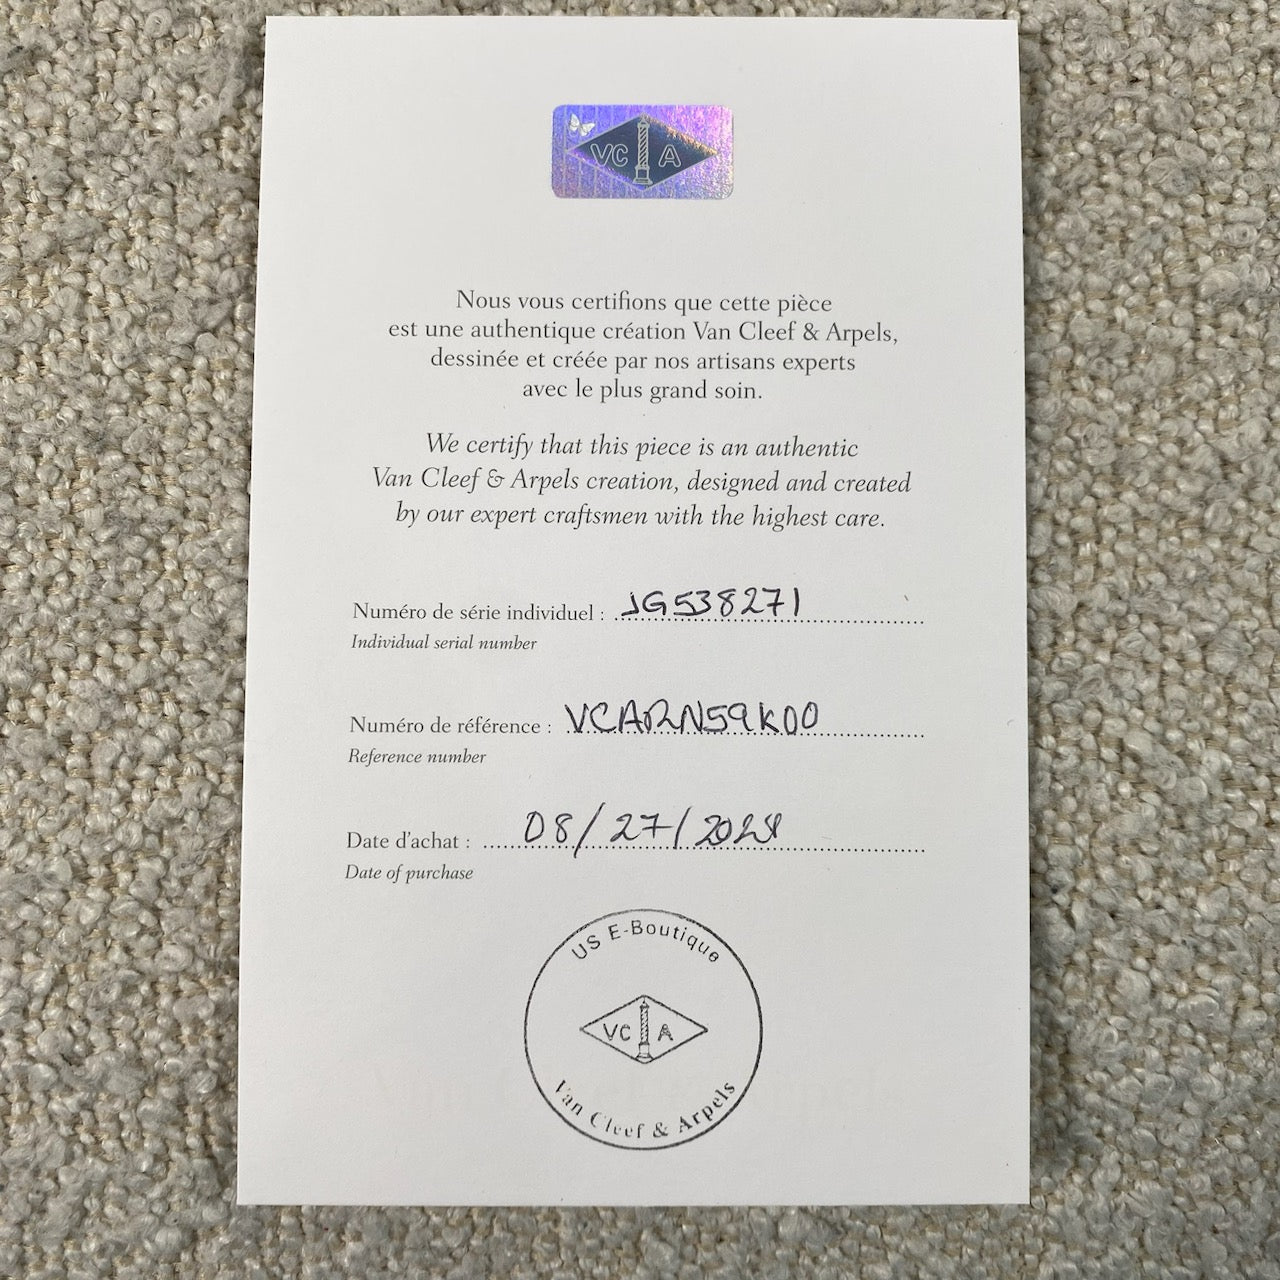 VC A
Nous vous certifions que cette pièce
est une authentique création Van Cleef & Arpels,
dessinée et créée par nos artisans experts
avec le plus grand soin.
We certify that this piece is an authentic
Van Cleef & Arpels creation, designed and created
by our expert craftsmen with the highest care.
Numéro de série individuel : JG538271
Individual serial number
Numéro de référence : VCARN59K00
Reference number
Date d'achat : 08/27/2024
Date of purchase
US E-Boutique
VC A
Van Cleef & Arpels